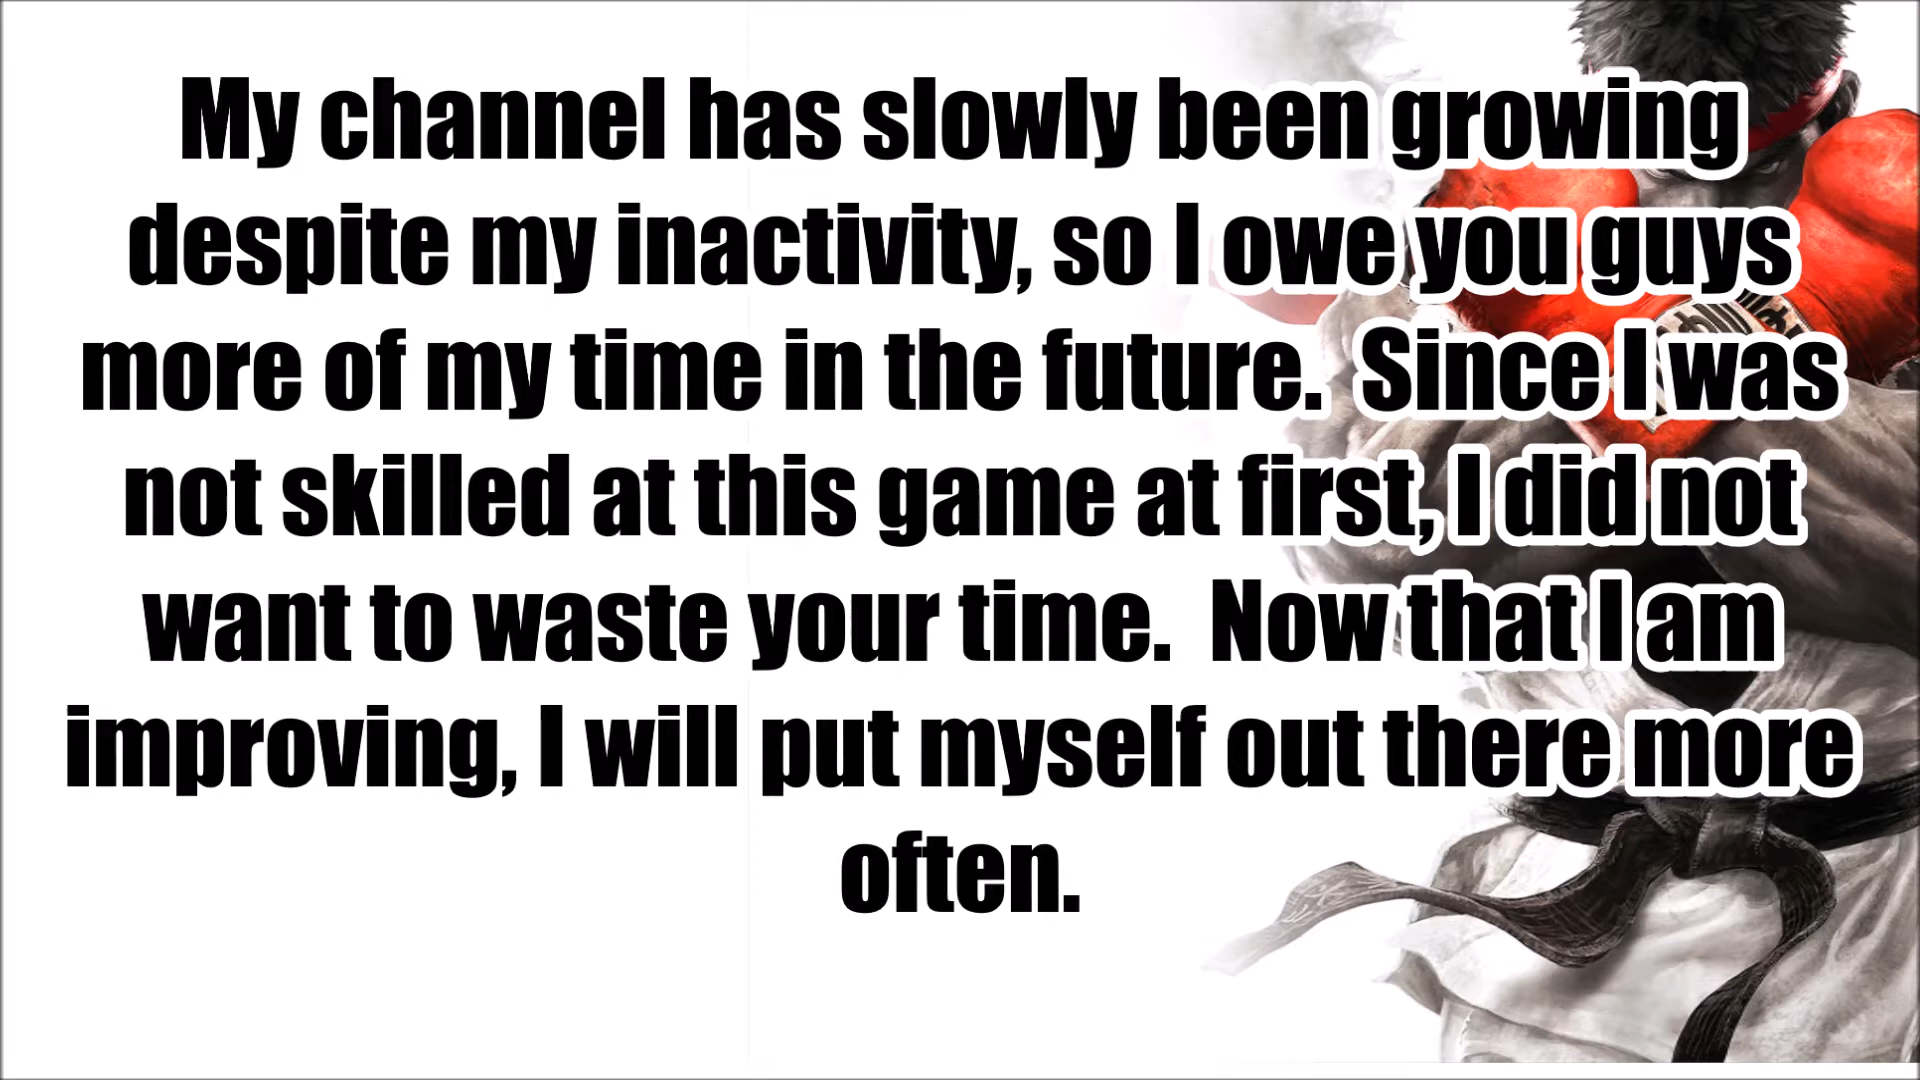 My channel has slowly been growing
despite my inactivity, so I owe you guys
more of my time in the future.  Since I was
not skilled at this game at first, I did not
want to waste your time.  Now that I am
improving, I will put myself out there more
often.